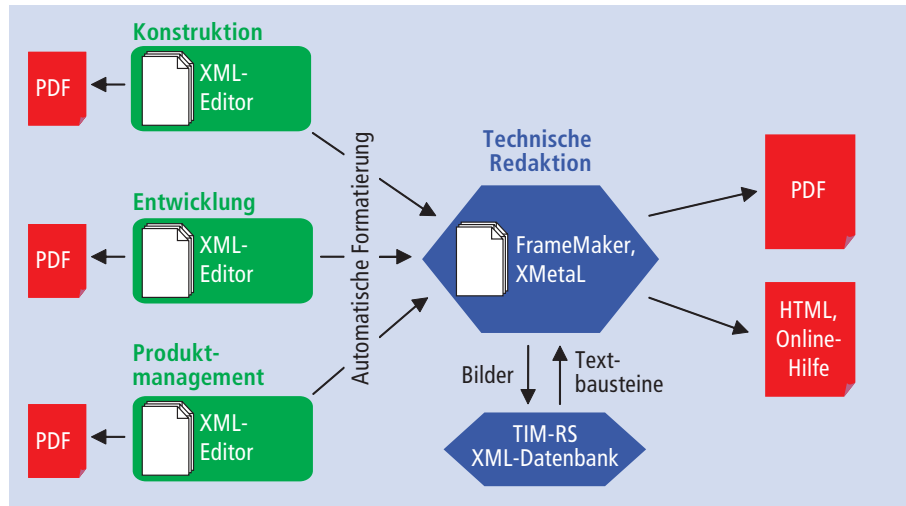 Konstruktion
PDF
XML-
Editor
Entwicklung
PDF
XML-
Editor
Produkt-
management
PDF
XML-
Editor
Automatische Formatierung
Technische
Redaktion
FrameMaker,
XMetaL
Bilder
Text-
bausteine
TIM-RS
XML-Datenbank
PDF
HTML,
Online-
Hilfe